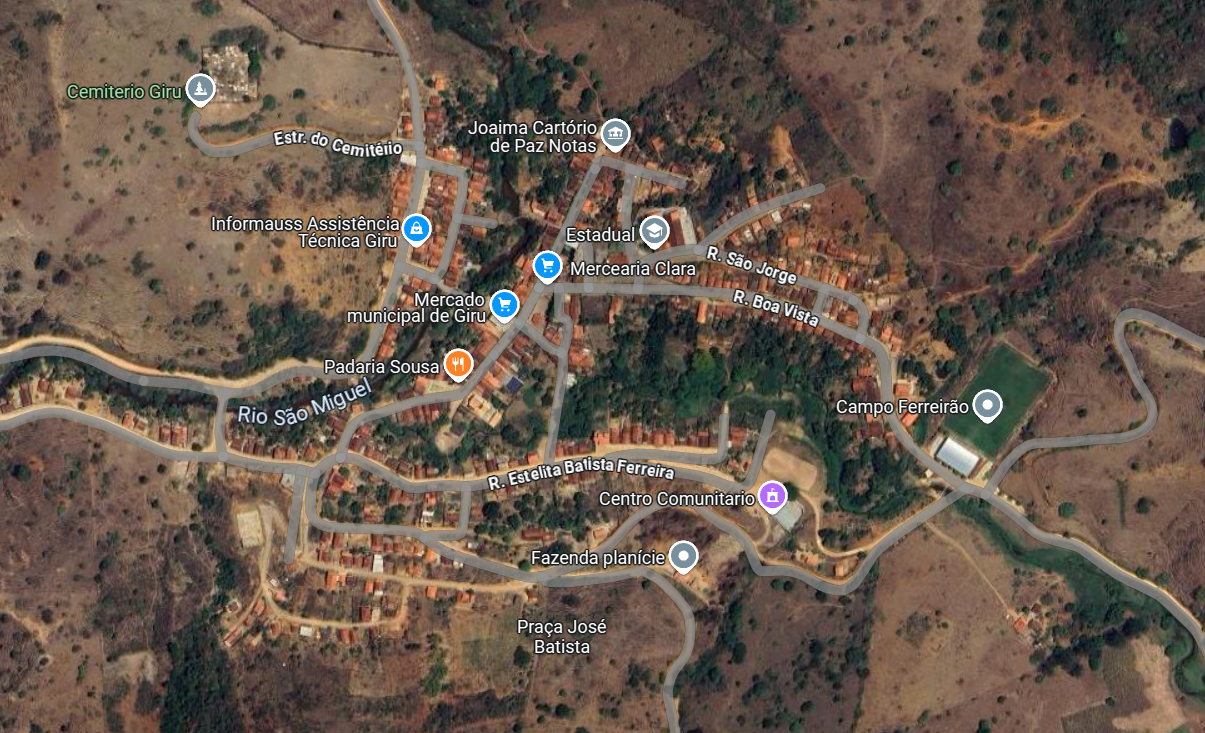 Cemiterio Giru
Estr. do Cemitério
Joaima Cartório
de Paz Notas
Informauss Assistência
Técnica Giru
Estadual
R. São Jorge
Mercearia Clara
R. Boa Vista
Mercado
municipal de Giru
Padaria Sousa
Rio São Miguel
Campo Ferreirão
R. Estelita Batista Ferreira
Centro Comunitario
Fazenda planície
Praça José
Batista